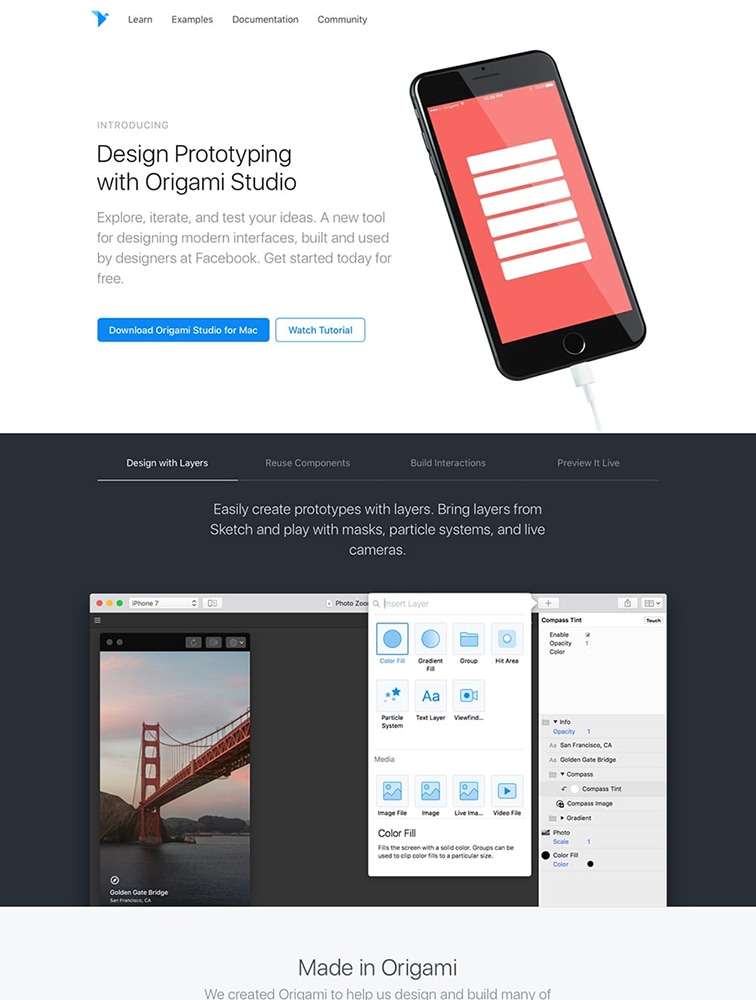 Learn Examples Documentation Community
INTRODUCING
Design Prototyping
with Origami Studio
Explore, iterate, and test your ideas. A new tool
for designing modern interfaces, built and used
by designers at Facebook. Get started today for
free.
Download Origami Studio for Mac Watch Tutorial
Design with Layers Reuse Components Build Interactions Preview It Live
Easily create prototypes with layers. Bring layers from
Sketch and play with masks, particle systems, and live
cameras.
iPhone 7
Photo Zoo
Insert Layer
Color Fill Gradient Fill Group Hit Area
Particle System Text Layer Viewfind...
Media
Image File Image Live Ima... Video File
Color Fill
Fills the screen with a solid color. Groups can be
used to clip color fills to a particular size.
Compass Tint Touch
Enable
Opacity 1
Color
Info
Opacity 1
Aa San Francisco, CA
Aa Golden Gate Bridge
Compass
Compass Tint
Compass Image
Gradient
Photo
Scale 1
Color Fill
Color
Golden Gate Bridge
San Francisco, CA
Made in Origami
We created Origami to help us design and build many of